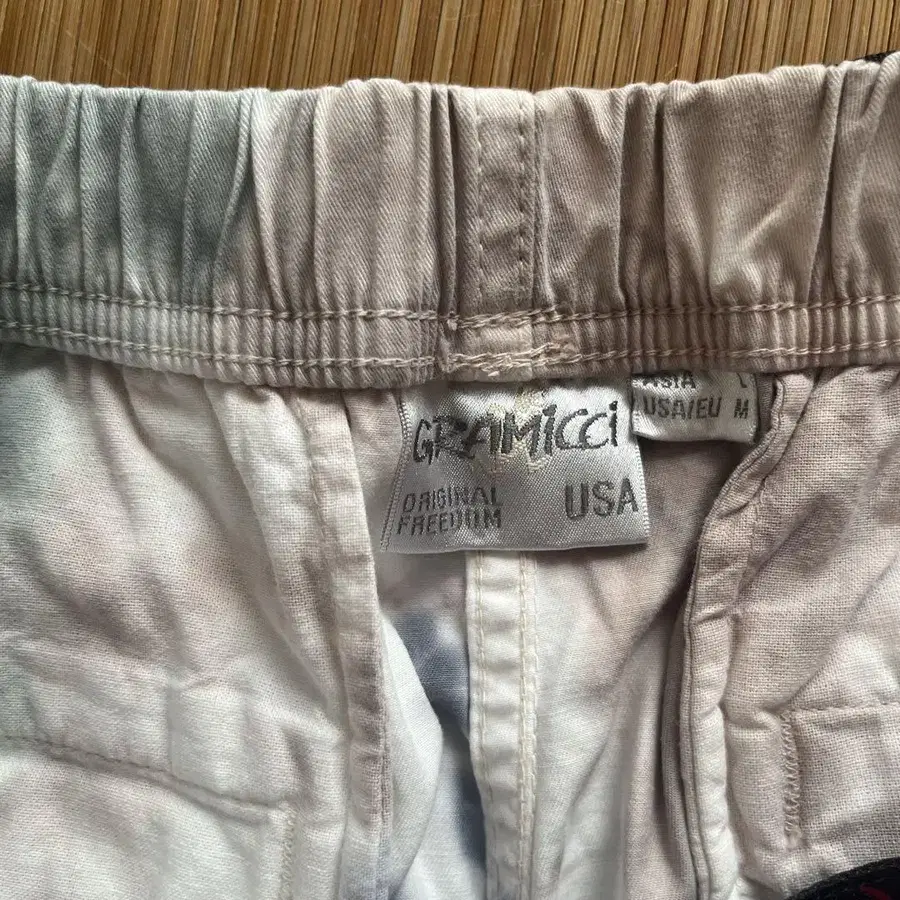 GRAMiCCi
ORIGINAL
FREEDOM
USA
ASIA L
USA/EU M